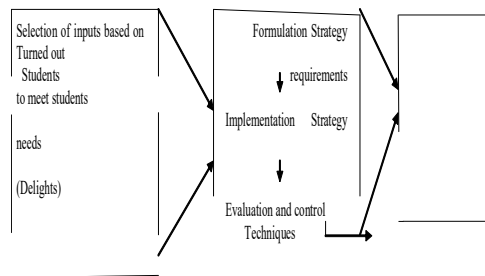 Selection of inputs based on
Turned out
Students
to meet students
needs
(Delights)
Formulation Strategy
requirements
Implementation Strategy
Evaluation and control
Techniques